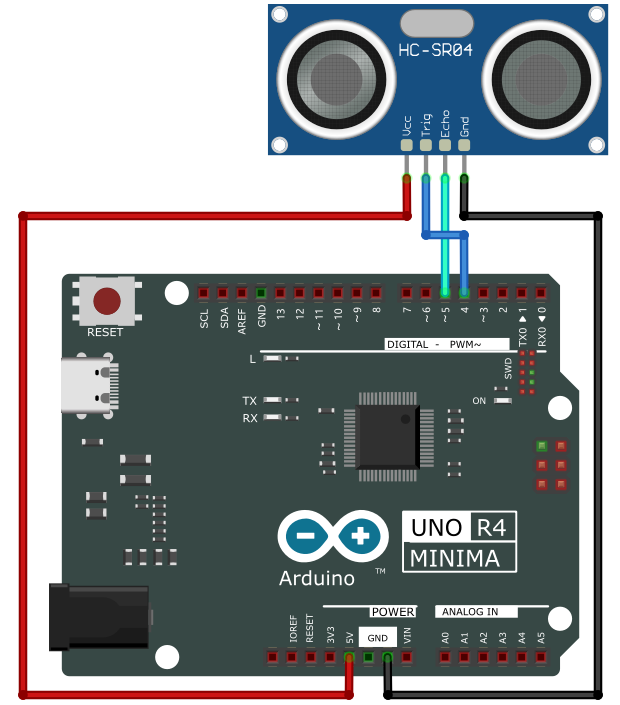 HC-SR04
Vcc Trig Echo Gnd
RESET
SCL SDA AREF GND 13 12 ~11 ~10 ~9 8 7 ~6 ~5 4 ~3 2 TX0▶1 RX0◀0
DIGITAL - PWM~
L
SWD
TX
RX
ON
UNO R4
MINIMA
Arduino™
POWER ANALOG IN
IOREF RESET 3V3 5V GND VIN A0 A1 A2 A3 A4 A5